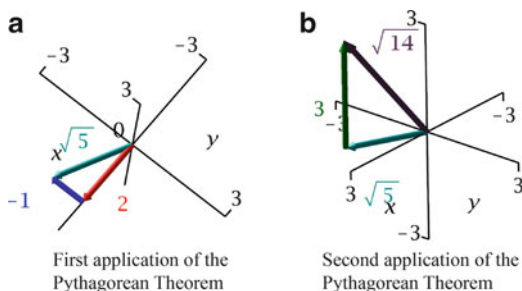 a
-3
-3
3
0
√5
x
y
-1
2
3
First application of the
Pythagorean Theorem
b
3
√14
-3
3
-3
3
3
√5
x
y
-3
Second application of the
Pythagorean Theorem